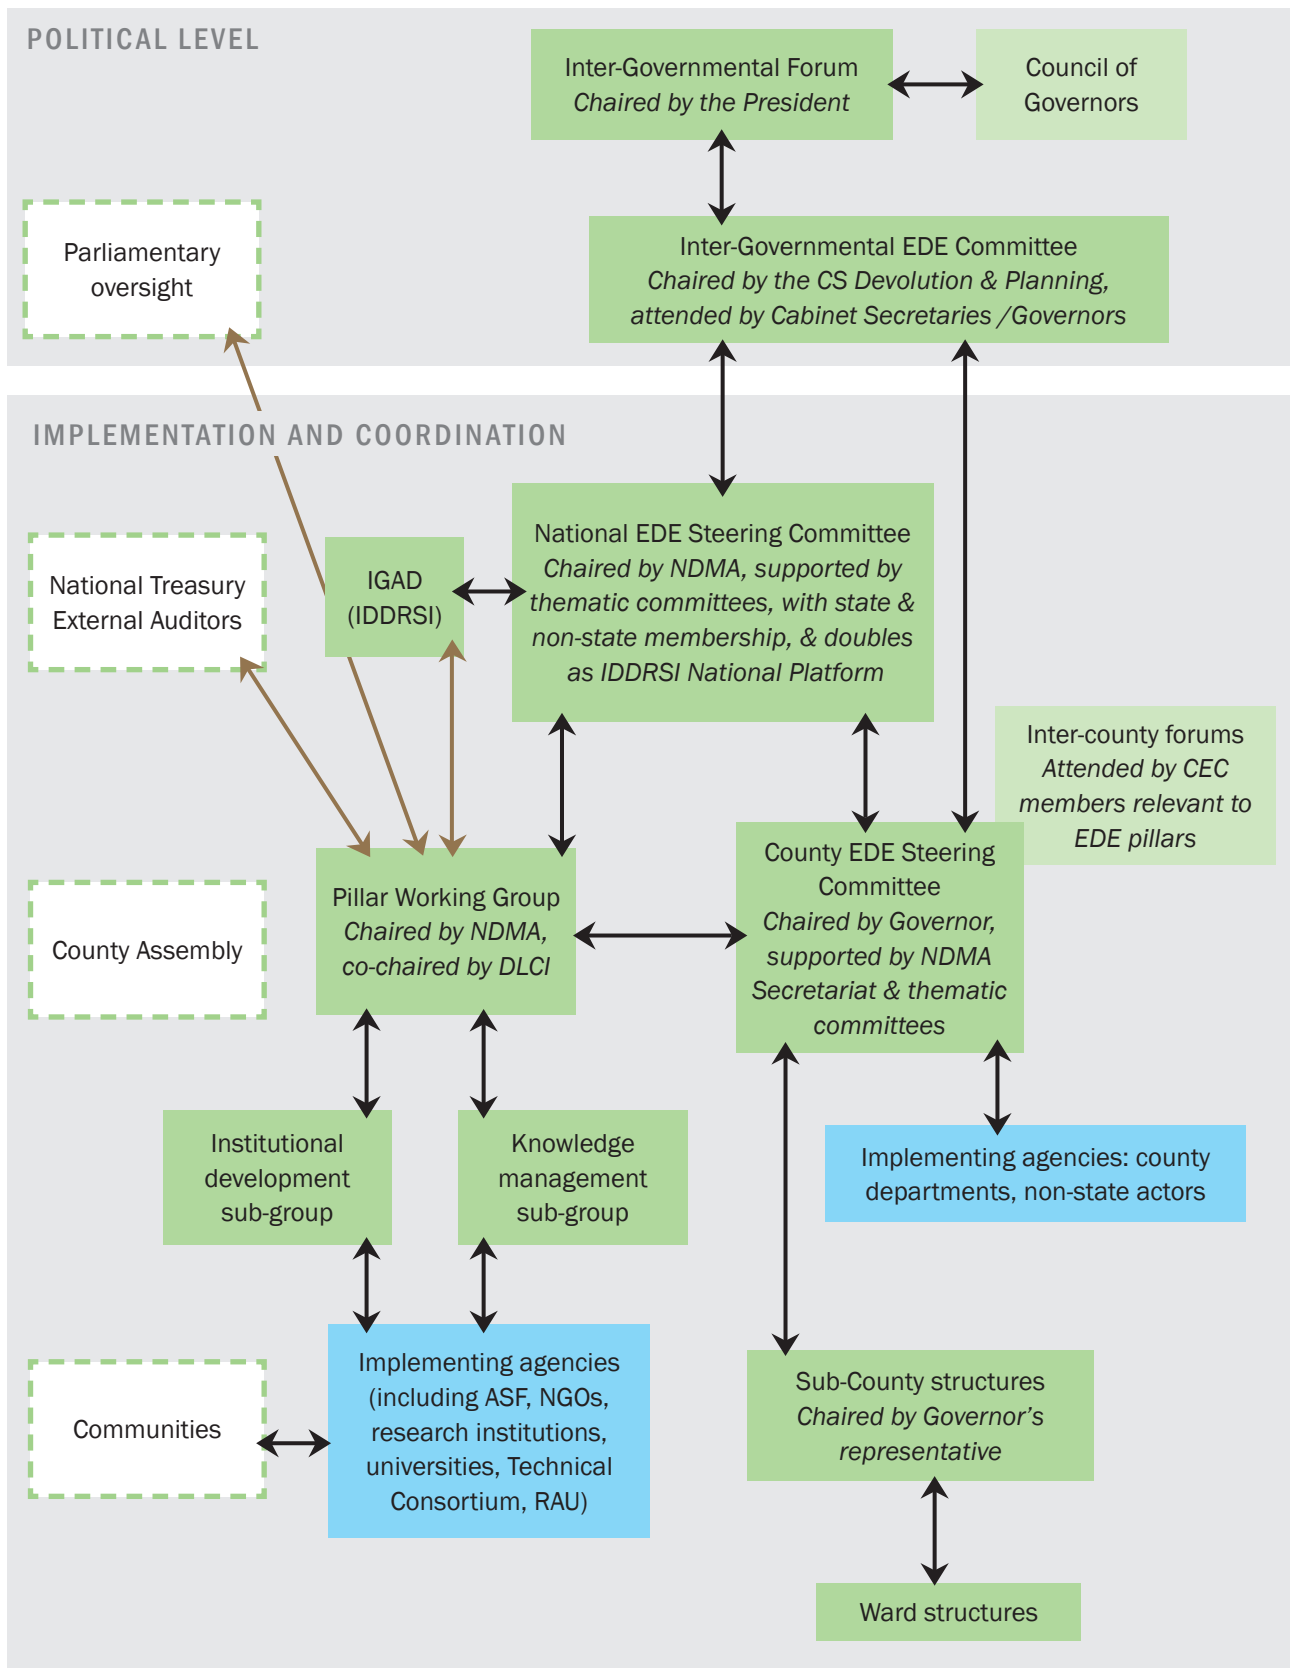 POLITICAL LEVEL
Inter-Governmental Forum
Chaired by the President
Council of
Governors
Parliamentary
oversight
Inter-Governmental EDE Committee
Chaired by the CS Devolution & Planning,
attended by Cabinet Secretaries /Governors
IMPLEMENTATION AND COORDINATION
National Treasury
External Auditors
IGAD
(IDDRSI)
National EDE Steering Committee
Chaired by NDMA, supported by
thematic committees, with state &
non-state membership, & doubles
as IDDRSI National Platform
Inter-county forums
Attended by CEC
members relevant to
EDE pillars
County Assembly
Pillar Working Group
Chaired by NDMA,
co-chaired by DLCI
County EDE Steering
Committee
Chaired by Governor,
supported by NDMA
Secretariat & thematic
committees
Institutional
development
sub-group
Knowledge
management
sub-group
Implementing agencies: county
departments, non-state actors
Communities
Implementing agencies
(including ASF, NGOs,
research institutions,
universities, Technical
Consortium, RAU)
Sub-County structures
Chaired by Governor's
representative
Ward structures